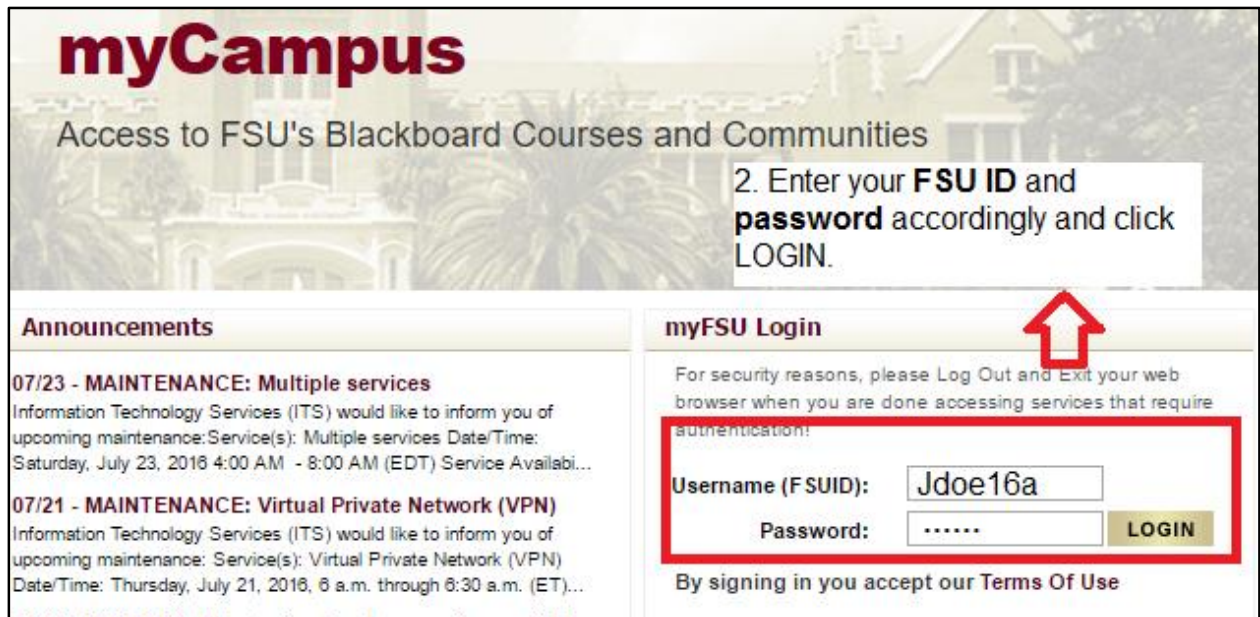 myCampus
Access to FSU's Blackboard Courses and Communities
2. Enter your FSU ID and
password accordingly and click
LOGIN.
Announcements
07/23 - MAINTENANCE: Multiple services
Information Technology Services (ITS) would like to inform you of
upcoming maintenance:Service(s): Multiple services Date/Time:
Saturday, July 23, 2016 4:00 AM - 8:00 AM (EDT) Service Availabi...
07/21 - MAINTENANCE: Virtual Private Network (VPN)
Information Technology Services (ITS) would like to inform you of
upcoming maintenance: Service(s): Virtual Private Network (VPN)
Date/Time: Thursday, July 21, 2016, 6 a.m. through 6:30 a.m. (ET)...
myFSU Login
For security reasons, please Log Out and Exit your web
browser when you are done accessing services that require
authentication!
Username (FSUID): Jdoe16a
Password: ...... LOGIN
By signing in you accept our Terms Of Use